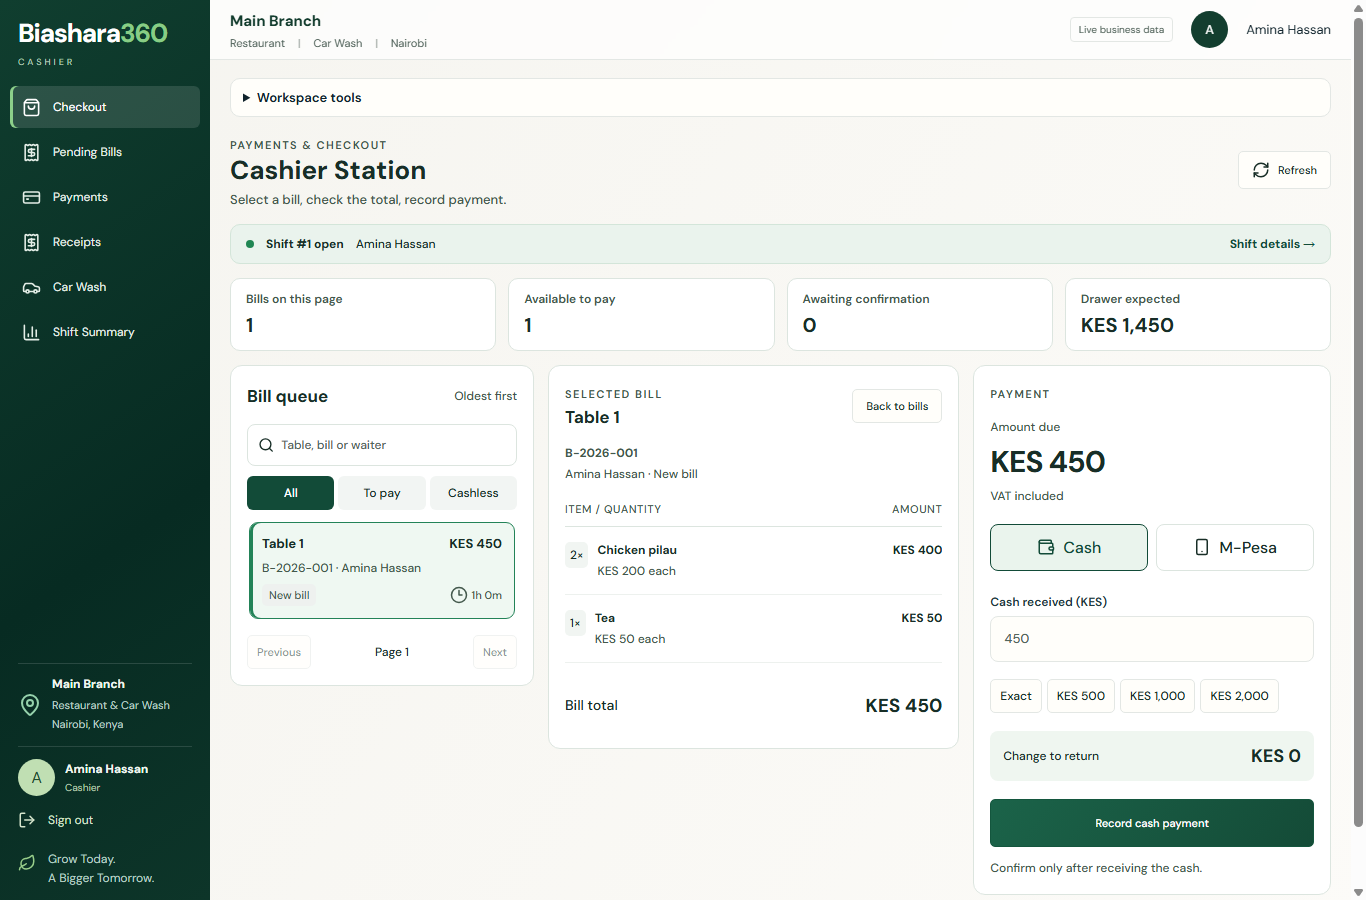 Biashara360
CASHIER
Checkout
Pending Bills
Payments
Receipts
Car Wash
Shift Summary
Main Branch
Restaurant & Car Wash
Nairobi, Kenya
A
Amina Hassan
Cashier
Sign out
Grow Today.
A Bigger Tomorrow.
Main Branch
Restaurant | Car Wash | Nairobi
Live business data
A
Amina Hassan
Workspace tools
PAYMENTS & CHECKOUT
Cashier Station
Select a bill, check the total, record payment.
Refresh
Shift #1 open Amina Hassan
Shift details →
Bills on this page
1
Available to pay
1
Awaiting confirmation
0
Drawer expected
KES 1,450
Bill queue
Oldest first
Table, bill or waiter
All
To pay
Cashless
Table 1
KES 450
B-2026-001 · Amina Hassan
New bill
1h 0m
Previous
Page 1
Next
SELECTED BILL
Table 1
Back to bills
B-2026-001
Amina Hassan · New bill
ITEM / QUANTITY
AMOUNT
2×
Chicken pilau
KES 400
KES 200 each
1×
Tea
KES 50
KES 50 each
Bill total
KES 450
PAYMENT
Amount due
KES 450
VAT included
Cash
M-Pesa
Cash received (KES)
450
Exact
KES 500
KES 1,000
KES 2,000
Change to return
KES 0
Record cash payment
Confirm only after receiving the cash.